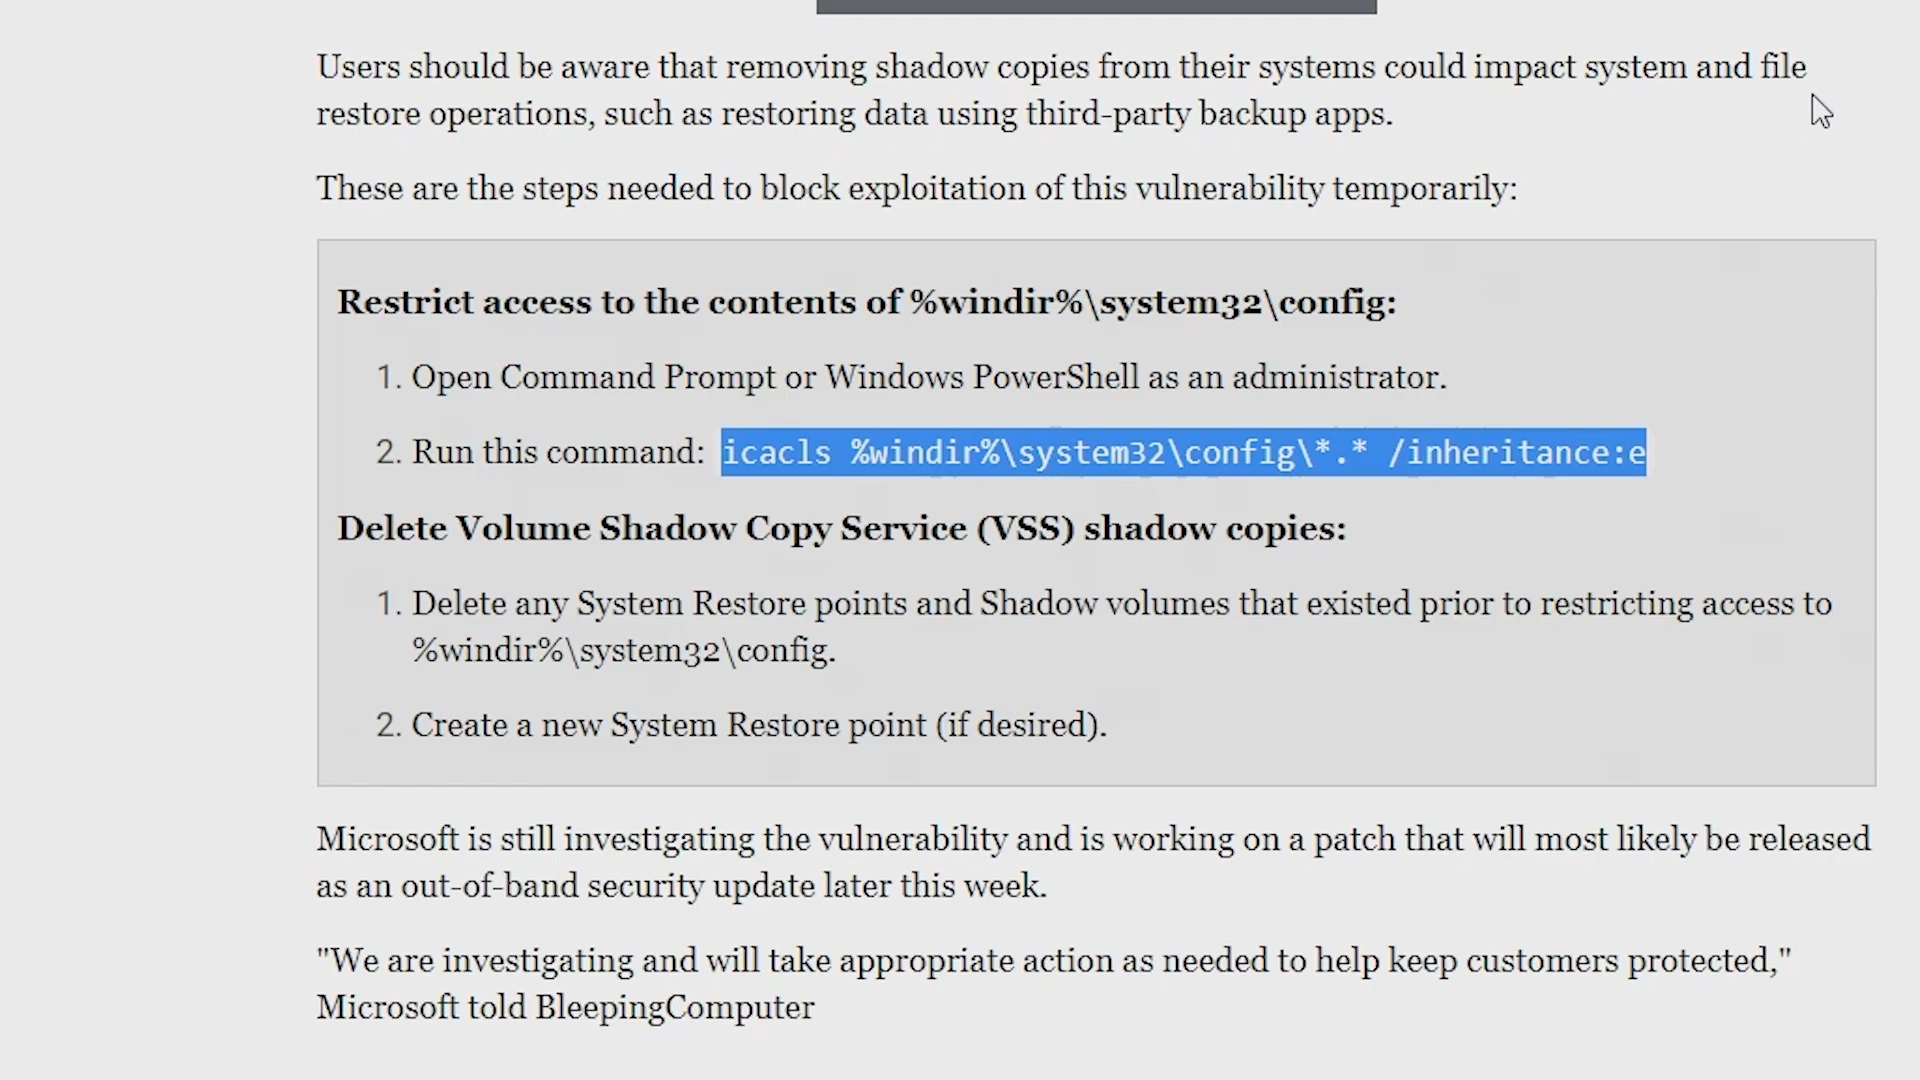 Users should be aware that removing shadow copies from their systems could impact system and file
restore operations, such as restoring data using third-party backup apps.
These are the steps needed to block exploitation of this vulnerability temporarily:
Restrict access to the contents of %windir%\system32\config:
1. Open Command Prompt or Windows PowerShell as an administrator.
2. Run this command: icacls %windir%\system32\config\*.* /inheritance:e
Delete Volume Shadow Copy Service (VSS) shadow copies:
1. Delete any System Restore points and Shadow volumes that existed prior to restricting access to
%windir%\system32\config.
2. Create a new System Restore point (if desired).
Microsoft is still investigating the vulnerability and is working on a patch that will most likely be released
as an out-of-band security update later this week.
"We are investigating and will take appropriate action as needed to help keep customers protected,"
Microsoft told BleepingComputer